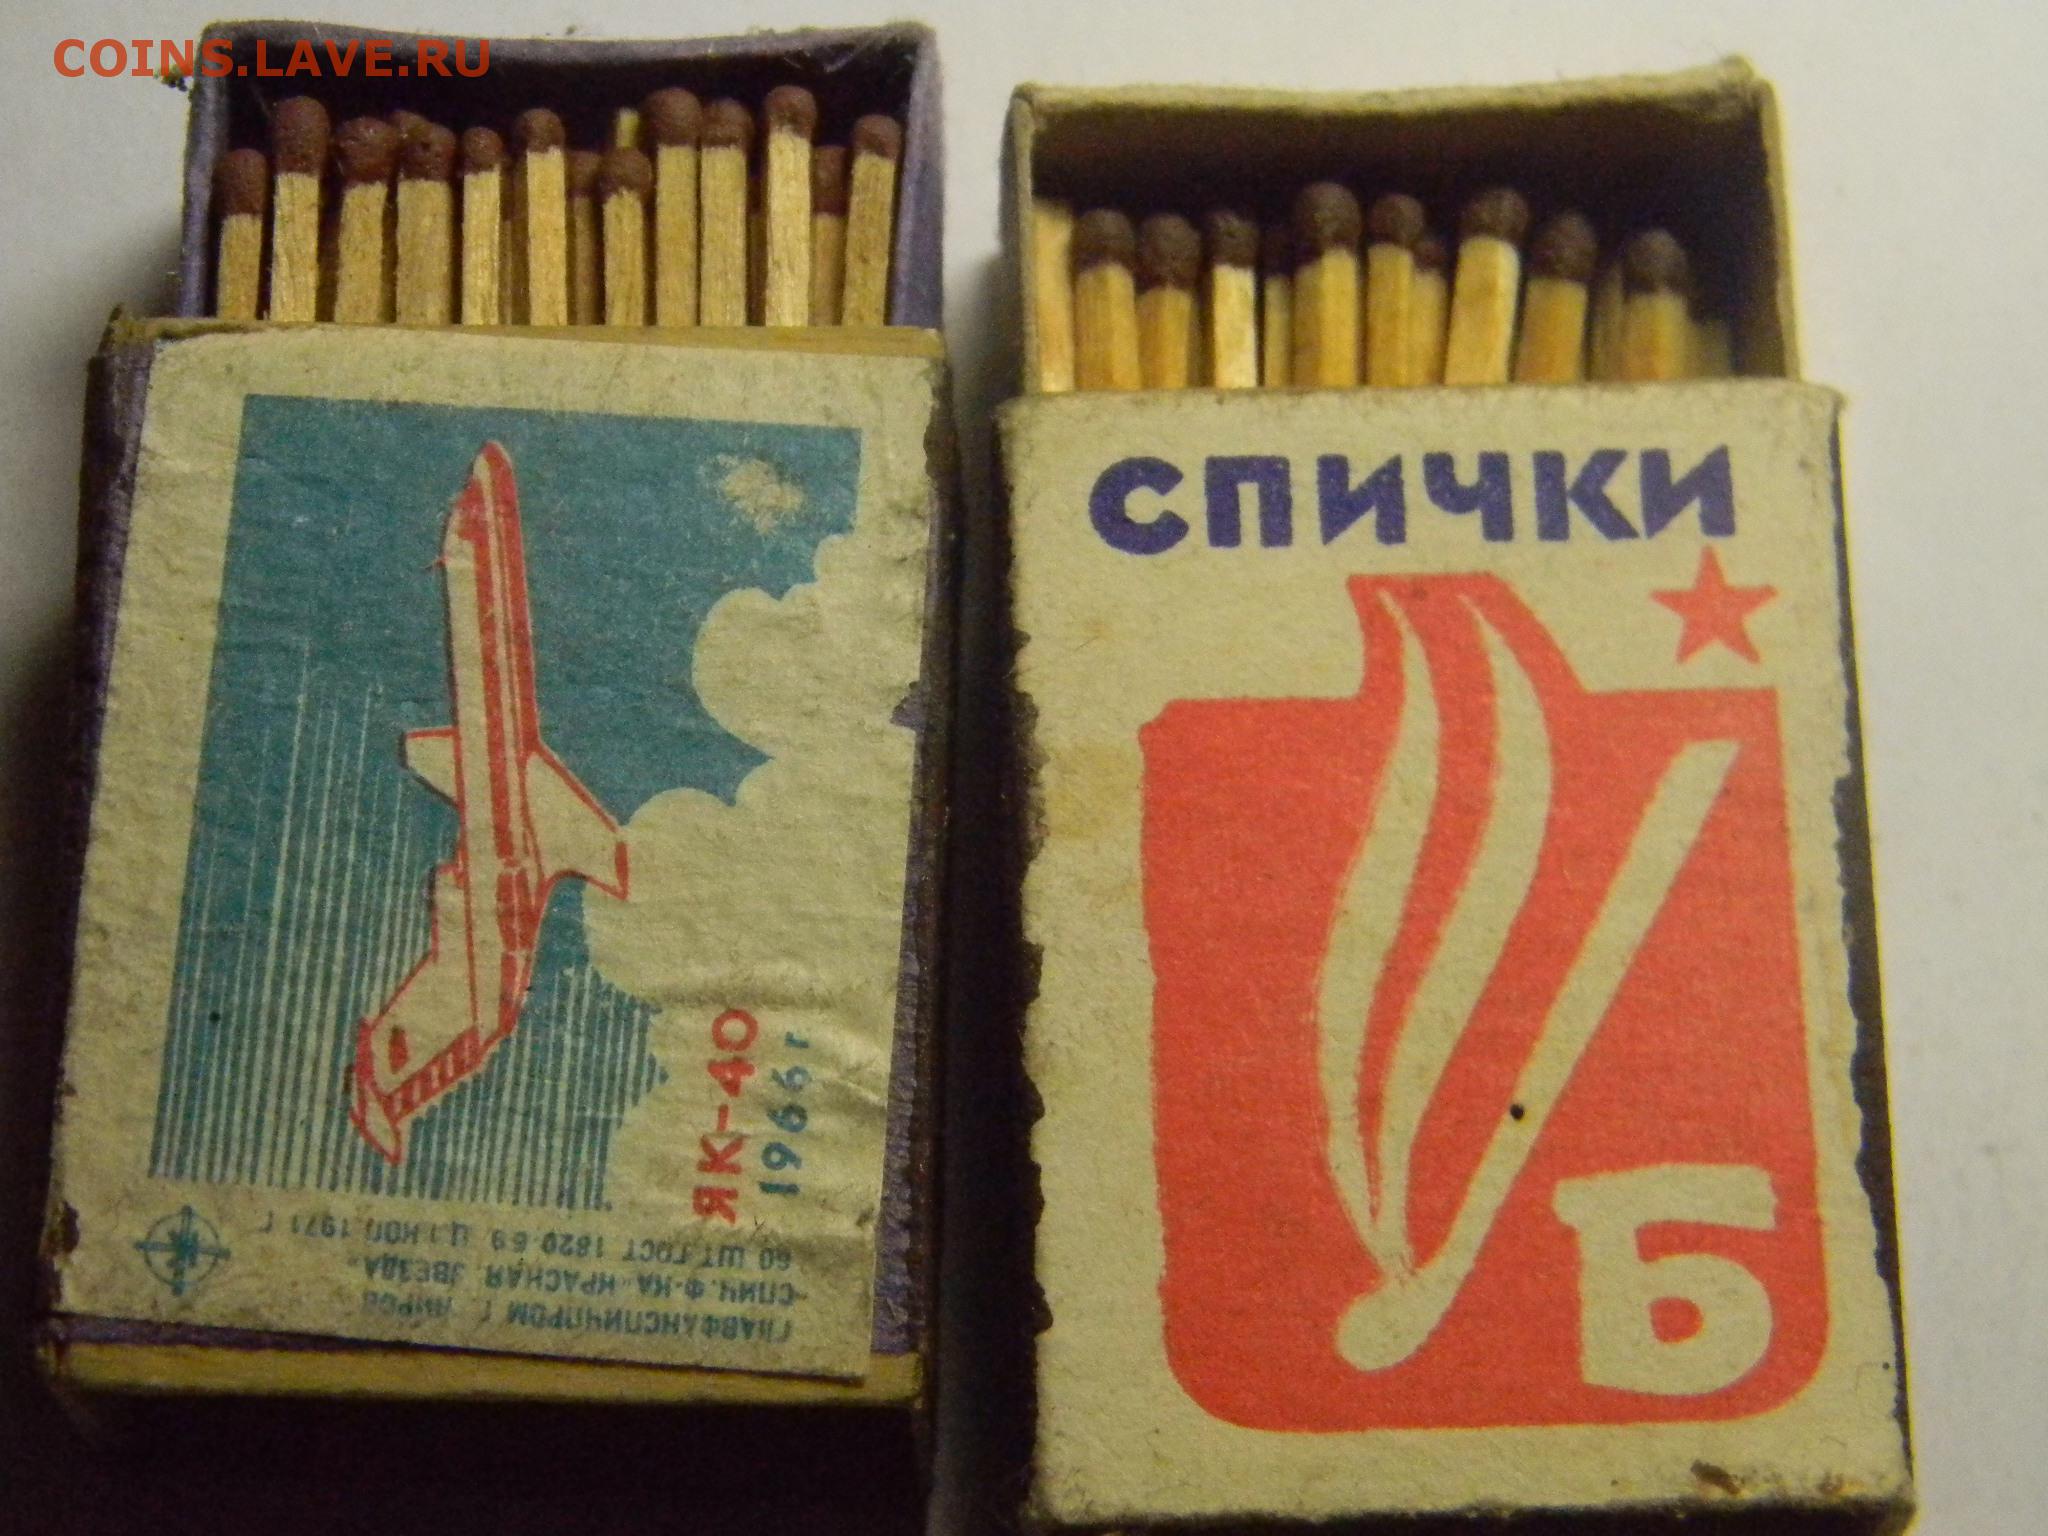 COINS.LAVE.RU
ЯК-40
1966 г
ГЛАВФАНСПИЧПРОМ Г. КИРОВ
СПИЧ. Ф-КА "КРАСНАЯ ЗВЕЗДА"
60 ШТ. ГОСТ 1820-69. Ц. 1 КОП. 1971 Г.
СПИЧКИ
Б